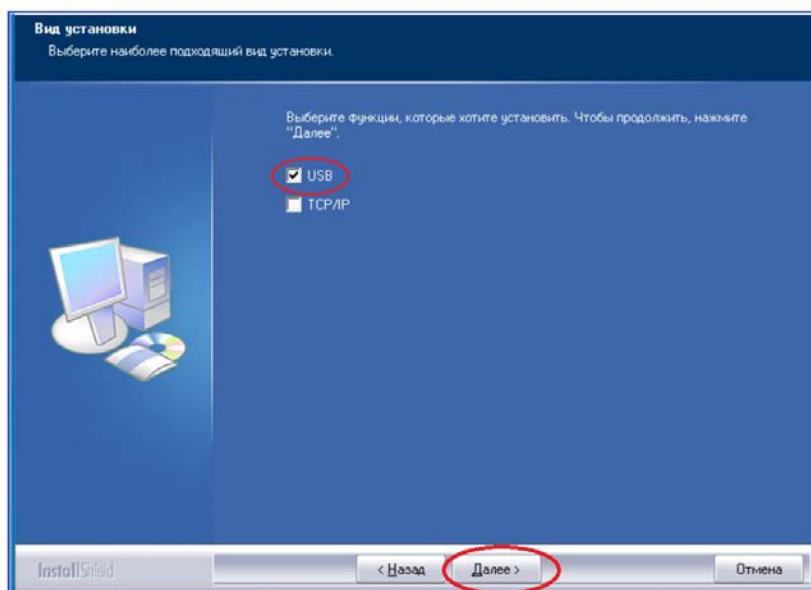 Вид установки
Выберите наиболее подходящий вид установки.
Выберите функции, которые хотите установить. Чтобы продолжить, нажмите
"Далее".
USB
TCP/IP
InstallShield
< Назад
Далее >
Отмена